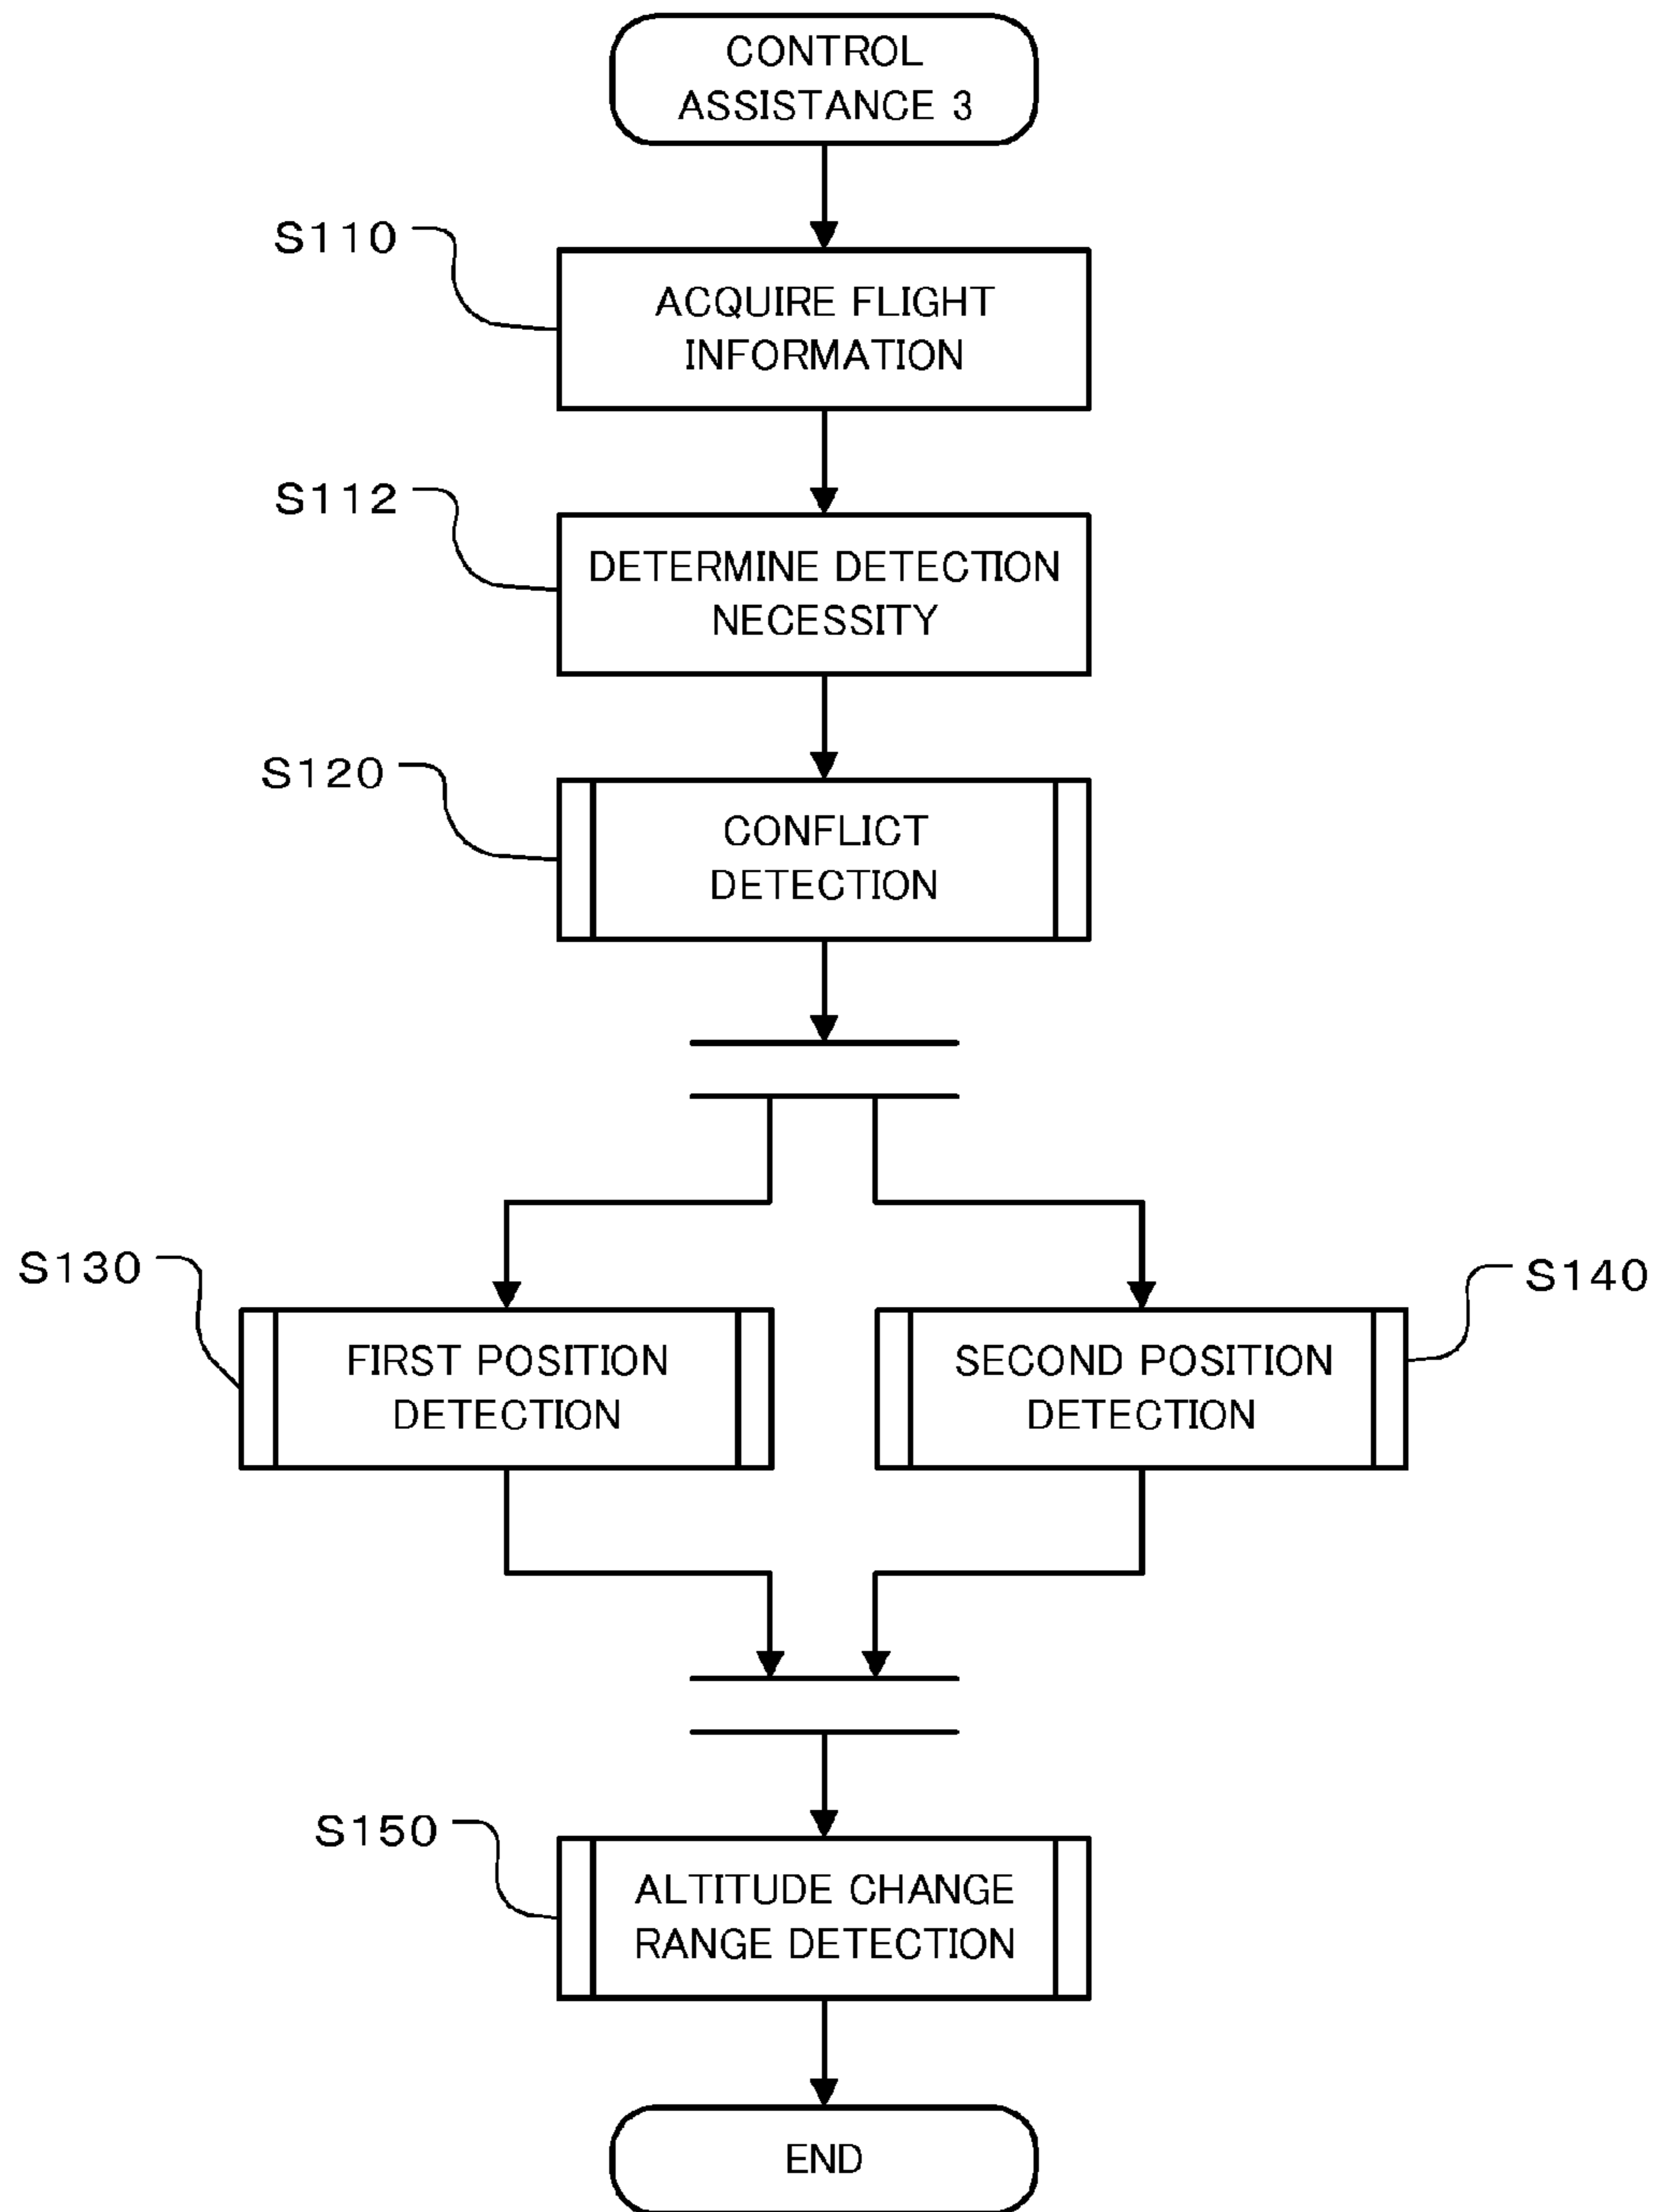 CONTROL
ASSISTANCE 3
S110
ACQUIRE FLIGHT
INFORMATION
S112
DETERMINE DETECTION
NECESSITY
S120
CONFLICT
DETECTION
S130
FIRST POSITION
DETECTION
S140
SECOND POSITION
DETECTION
S150
ALTITUDE CHANGE
RANGE DETECTION
END